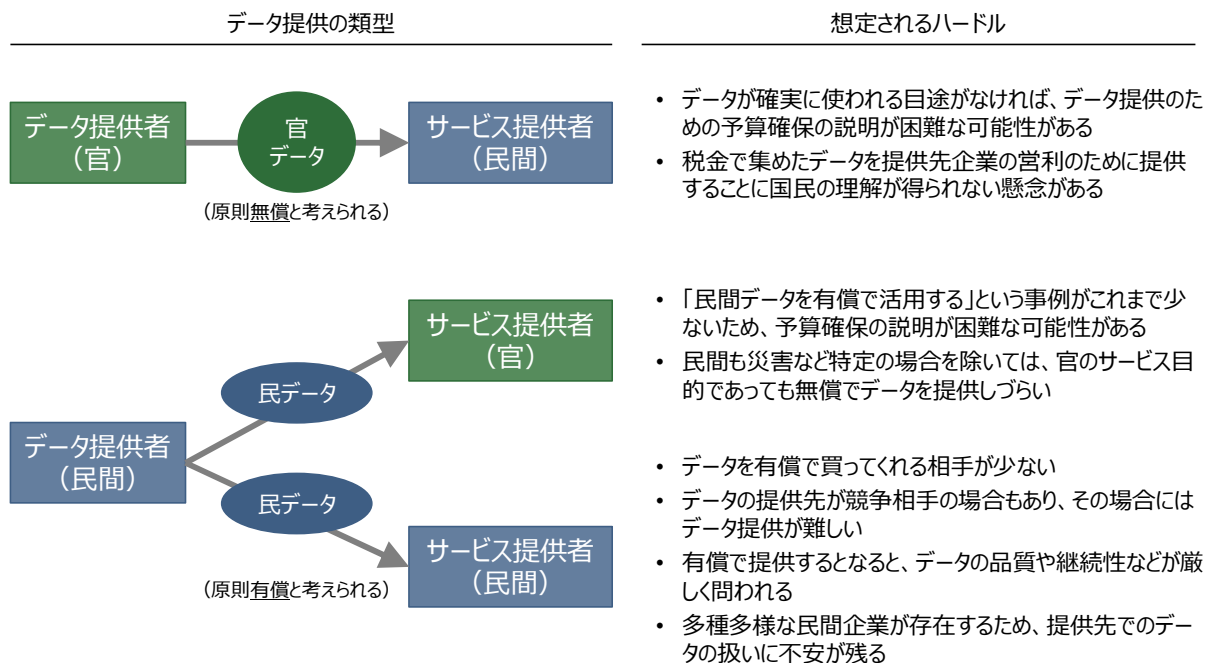 データ提供の類型
想定されるハードル
データ提供者
（官）
官
データ
サービス提供者
（民間）
（原則無償と考えられる）
• データが確実に使われる目途がなければ、データ提供のた
めの予算確保の説明が困難な可能性がある
• 税金で集めたデータを提供先企業の営利のために提供
することに国民の理解が得られない懸念がある
データ提供者
（民間）
民データ
サービス提供者
（官）
民データ
サービス提供者
（民間）
（原則有償と考えられる）
• 「民間データを有償で活用する」という事例がこれまで少
ないため、予算確保の説明が困難な可能性がある
• 民間も災害など特定の場合を除いては、官のサービス目
的であっても無償でデータを提供しづらい
• データを有償で買ってくれる相手が少ない
• データの提供先が競争相手の場合もあり、その場合には
データ提供が難しい
• 有償で提供するとなると、データの品質や継続性などが厳
しく問われる
• 多種多様な民間企業が存在するため、提供先でのデー
タの扱いに不安が残る